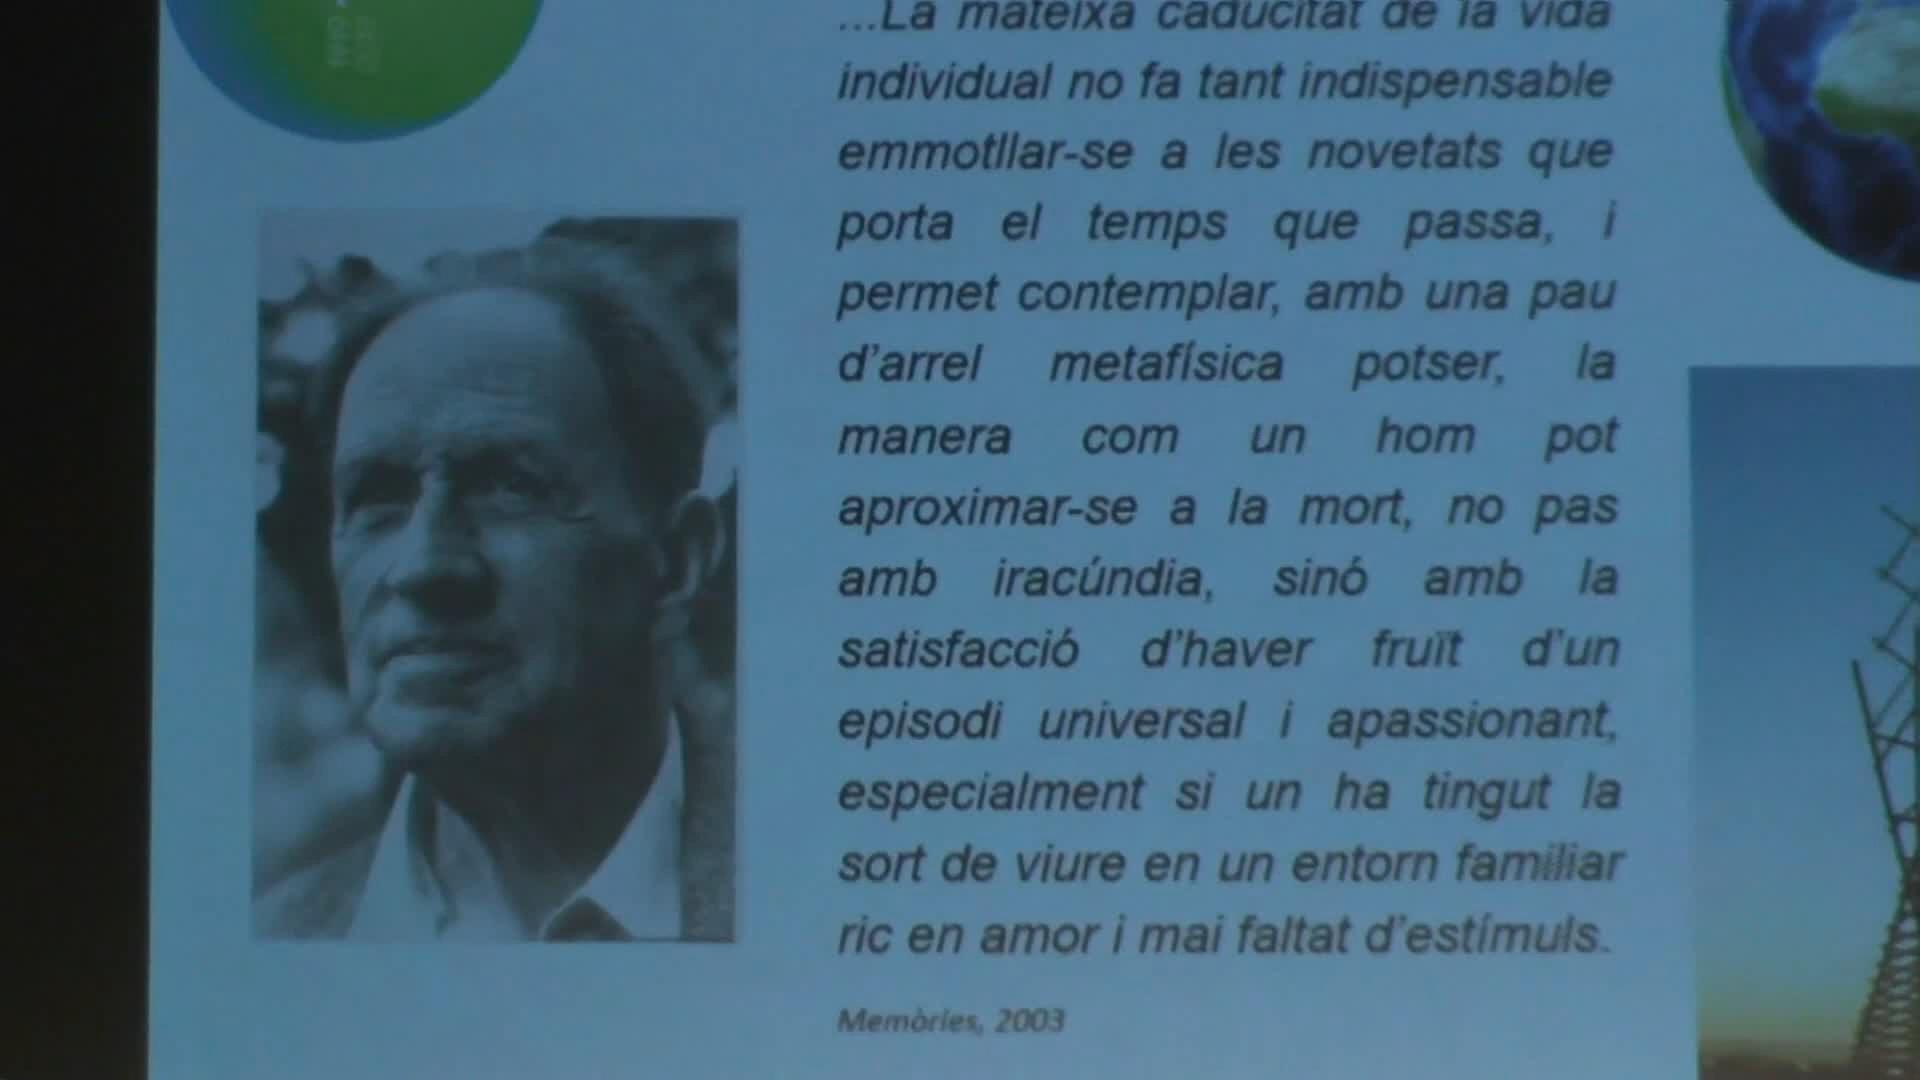 ...La mateixa caducitat de la vida
individual no fa tant indispensable
emmotllar-se a les novetats que
porta el temps que passa, i
permet contemplar, amb una pau
d'arrel metafísica potser, la
manera com un hom pot
aproximar-se a la mort, no pas
amb iracúndia, sinó amb la
satisfacció d'haver fruït d'un
episodi universal i apassionant,
especialment si un ha tingut la
sort de viure en un entorn familiar
ric en amor i mai faltat d'estímuls.
Memòries, 2003